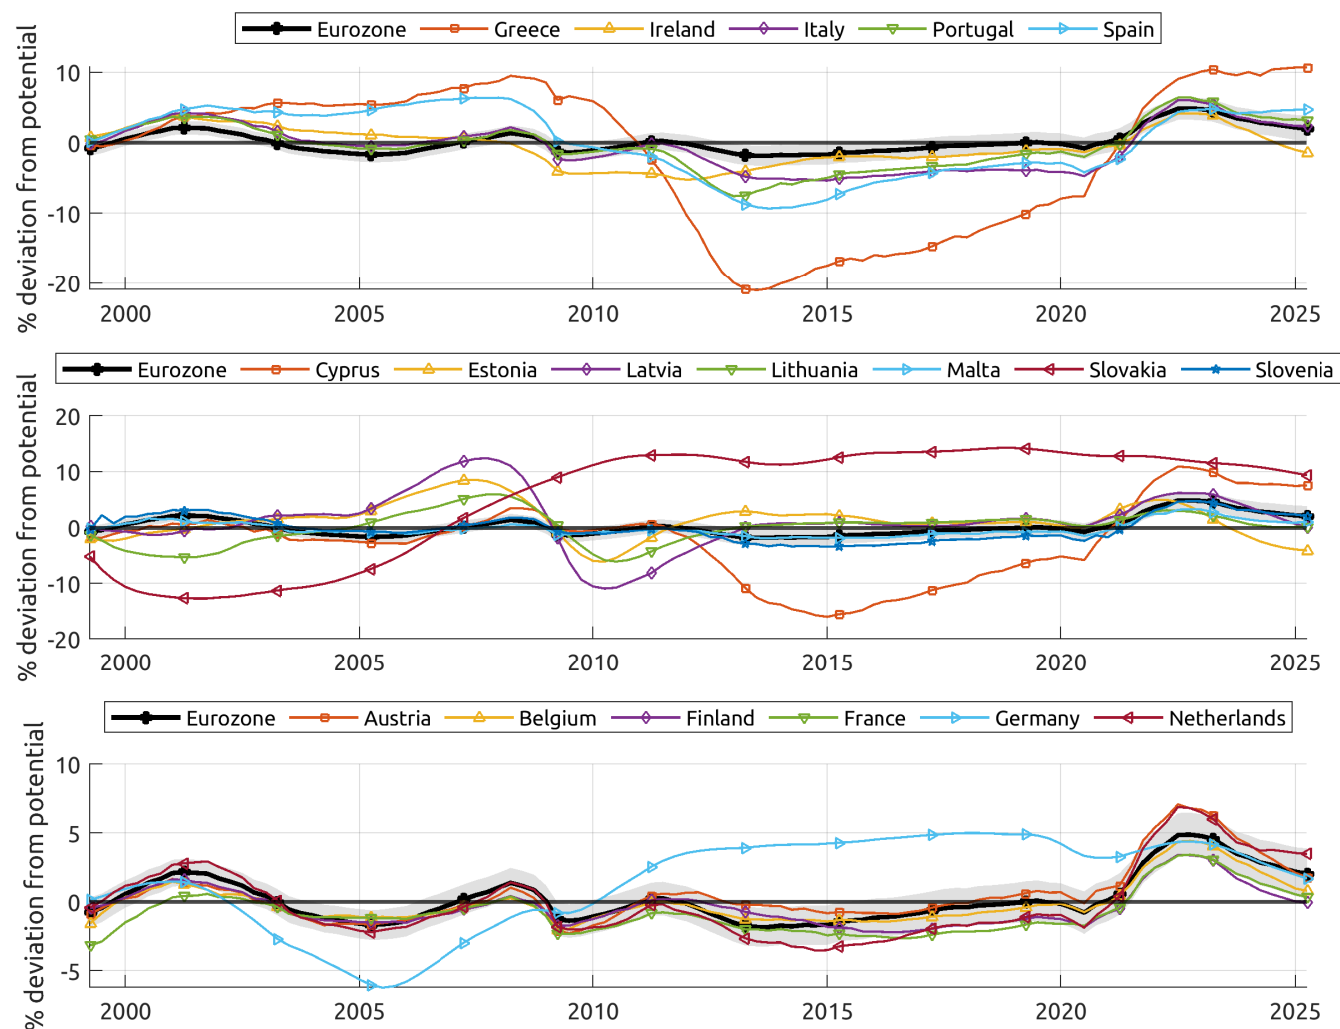 Eurozone Greece Ireland Italy Portugal Spain
% deviation from potential
10
0
-10
-20
2000 2005 2010 2015 2020 2025
Eurozone Cyprus Estonia Latvia Lithuania Malta Slovakia Slovenia
% deviation from potential
20
10
0
-10
-20
2000 2005 2010 2015 2020 2025
Eurozone Austria Belgium Finland France Germany Netherlands
% deviation from potential
10
5
0
-5
2000 2005 2010 2015 2020 2025